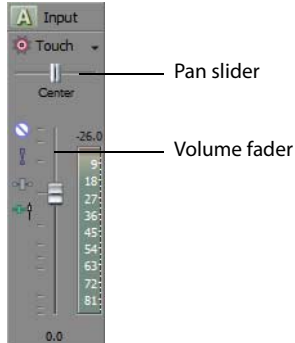 A Input
Touch
Pan slider
Center
Volume fader
-26.0
9
18
27
36
45
54
63
72
81
0.0